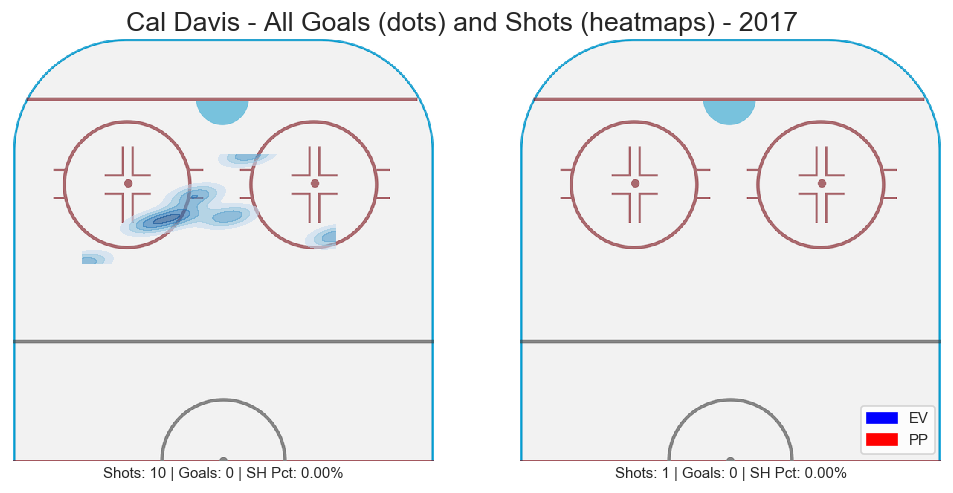 Cal Davis - All Goals (dots) and Shots (heatmaps) - 2017
EV
PP
Shots: 10 | Goals: 0 | SH Pct: 0.00%
Shots: 1 | Goals: 0 | SH Pct: 0.00%